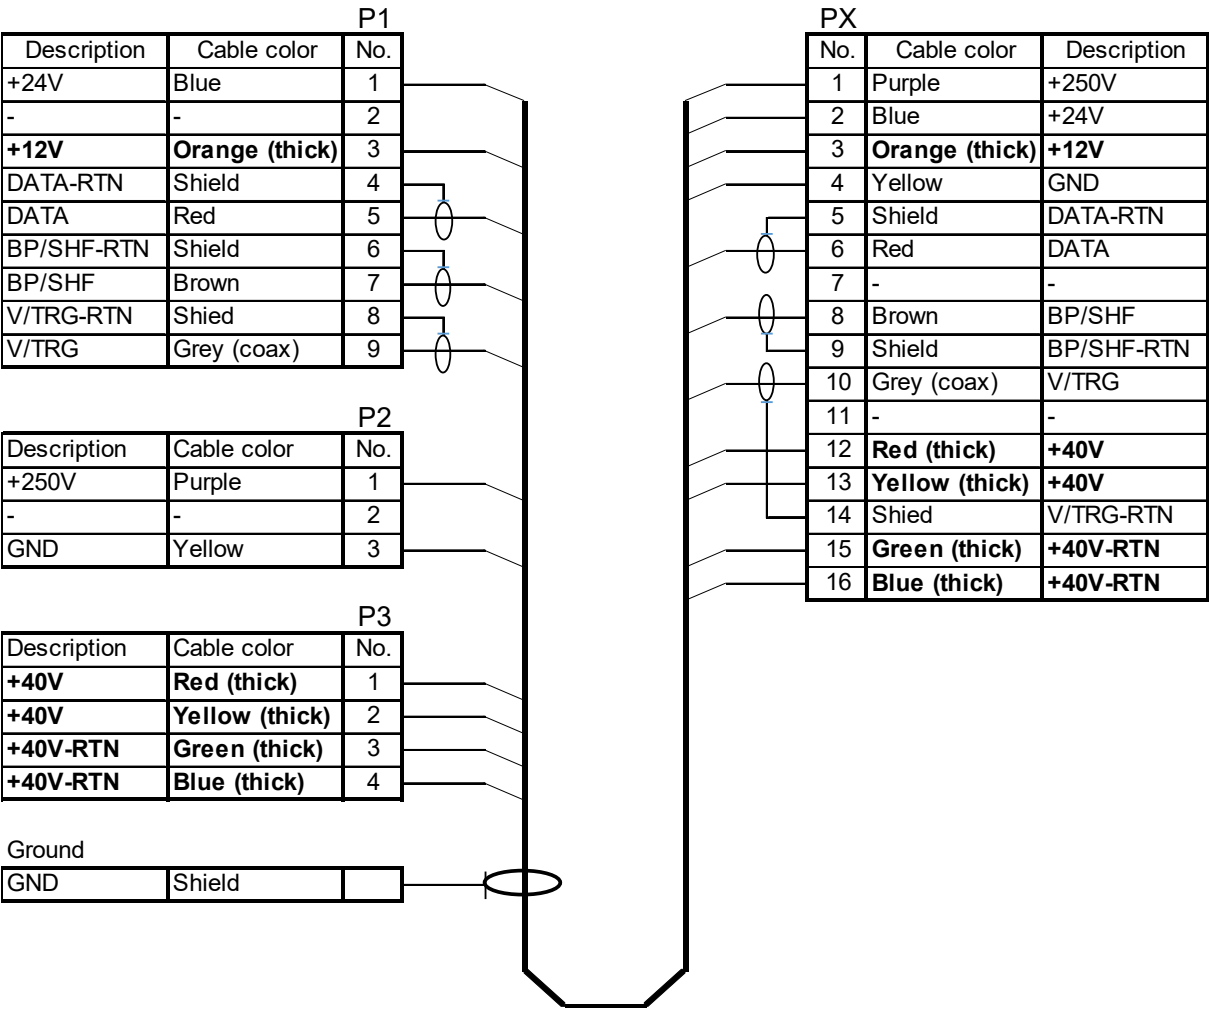 P1
Description Cable color No.
+24V Blue 1
- - 2
+12V Orange (thick) 3
DATA-RTN Shield 4
DATA Red 5
BP/SHF-RTN Shield 6
BP/SHF Brown 7
V/TRG-RTN Shied 8
V/TRG Grey (coax) 9
P2
Description Cable color No.
+250V Purple 1
- - 2
GND Yellow 3
P3
Description Cable color No.
+40V Red (thick) 1
+40V Yellow (thick) 2
+40V-RTN Green (thick) 3
+40V-RTN Blue (thick) 4
Ground
GND Shield
PX
No. Cable color Description
1 Purple +250V
2 Blue +24V
3 Orange (thick) +12V
4 Yellow GND
5 Shield DATA-RTN
6 Red DATA
7 - -
8 Brown BP/SHF
9 Shield BP/SHF-RTN
10 Grey (coax) V/TRG
11 - -
12 Red (thick) +40V
13 Yellow (thick) +40V
14 Shied V/TRG-RTN
15 Green (thick) +40V-RTN
16 Blue (thick) +40V-RTN